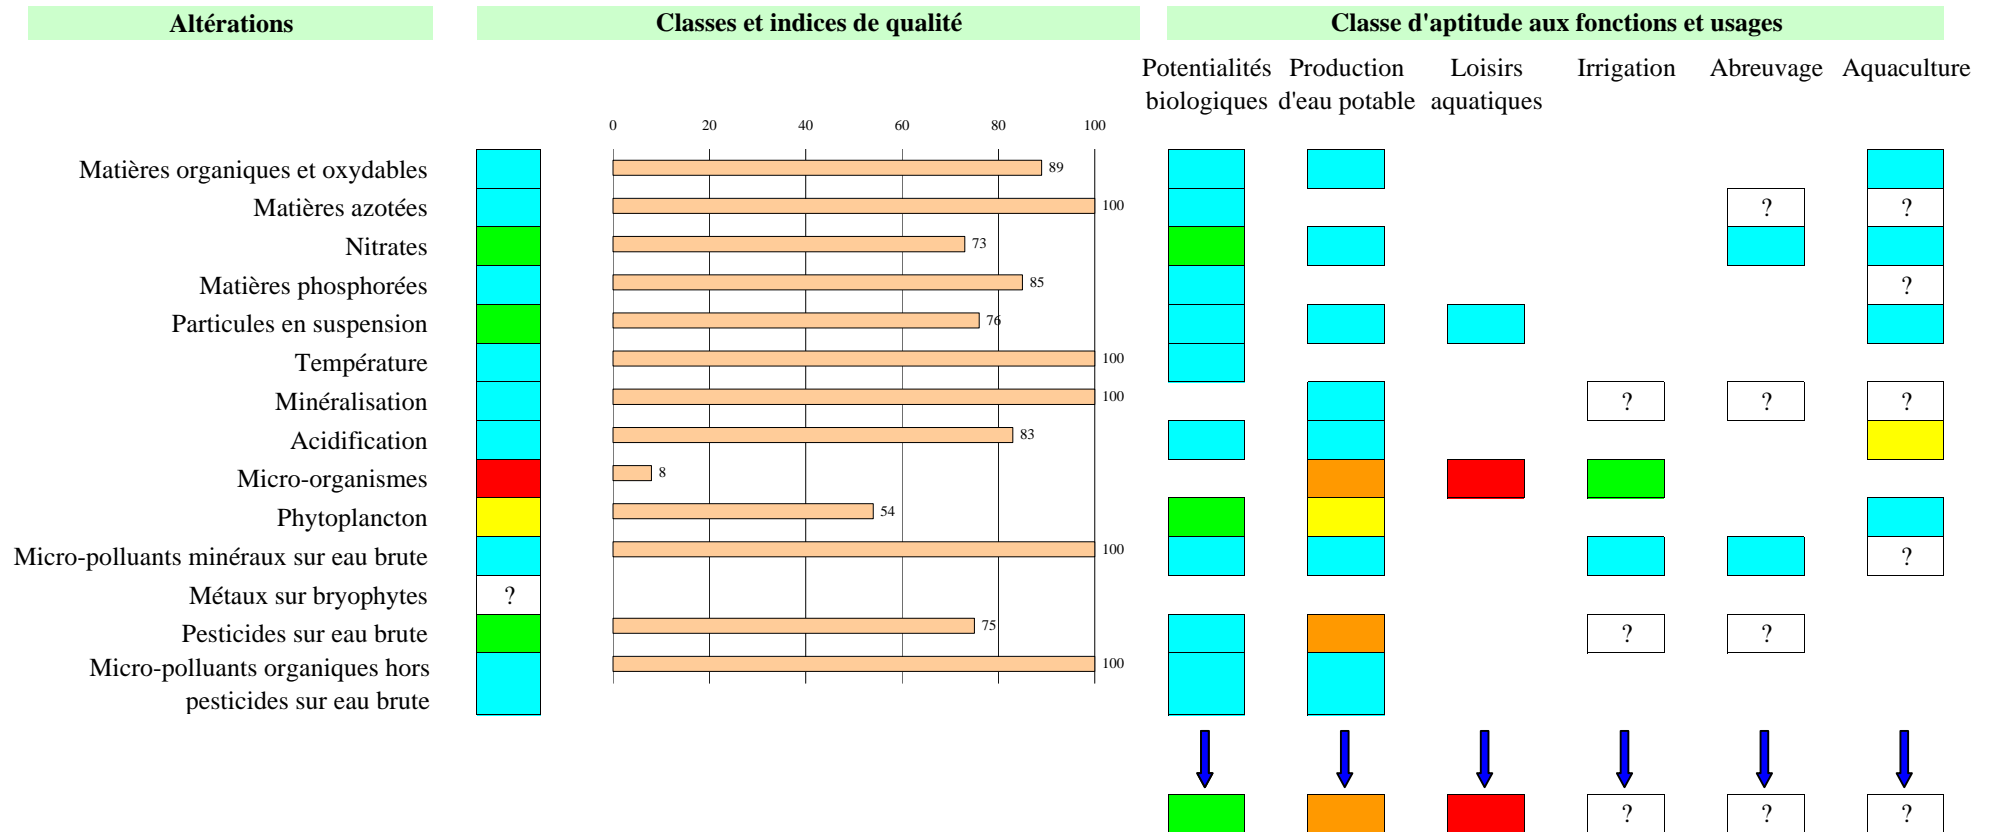 Altérations Classes et indices de qualité Classe d'aptitude aux fonctions et usages
Potentialités Production Loisirs Irrigation Abreuvage Aquaculture
biologiques d'eau potable aquatiques
0 20 40 60 80 100
Matières organiques et oxydables 89
Matières azotées 100 ? ?
Nitrates 73
Matières phosphorées 85 ?
Particules en suspension 76
Température 100
Minéralisation 100 ? ? ?
Acidification 83
Micro-organismes 8
Phytoplancton 54
Micro-polluants minéraux sur eau brute 100 ?
Métaux sur bryophytes ?
Pesticides sur eau brute 75 ? ?
Micro-polluants organiques hors 100
pesticides sur eau brute
? ? ?